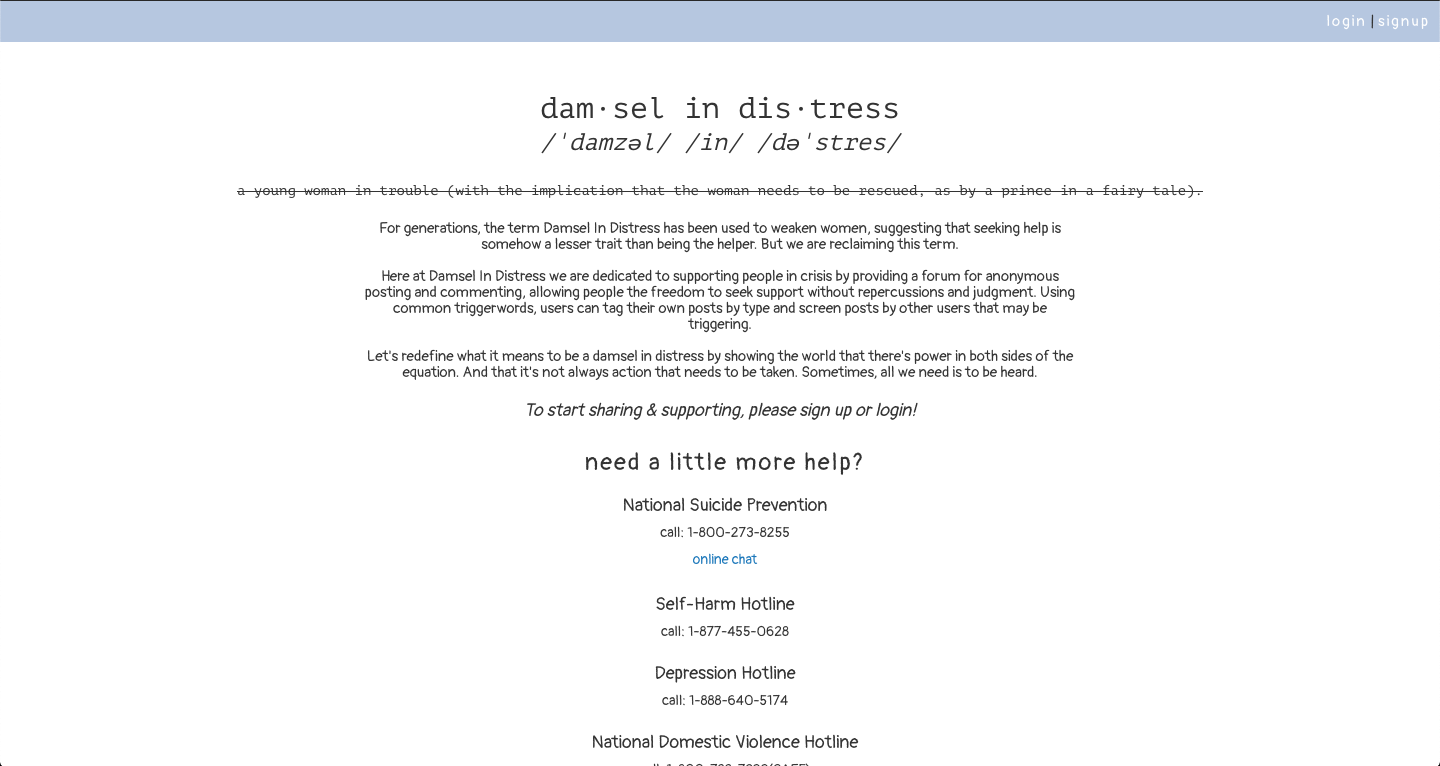 login | signup
dam·sel in dis·tress
/ˈdamzəl/ /in/ /dəˈstres/
a young woman in trouble (with the implication that the woman needs to be rescued, as by a prince in a fairy tale).
For generations, the term Damsel In Distress has been used to weaken women, suggesting that seeking help is
somehow a lesser trait than being the helper. But we are reclaiming this term.
Here at Damsel In Distress we are dedicated to supporting people in crisis by providing a forum for anonymous
posting and commenting, allowing people the freedom to seek support without repercussions and judgment. Using
common triggerwords, users can tag their own posts by type and screen posts by other users that may be
triggering.
Let's redefine what it means to be a damsel in distress by showing the world that there's power in both sides of the
equation. And that it's not always action that needs to be taken. Sometimes, all we need is to be heard.
To start sharing & supporting, please sign up or login!
need a little more help?
National Suicide Prevention
call: 1-800-273-8255
online chat
Self-Harm Hotline
call: 1-877-455-0628
Depression Hotline
call: 1-888-640-5174
National Domestic Violence Hotline